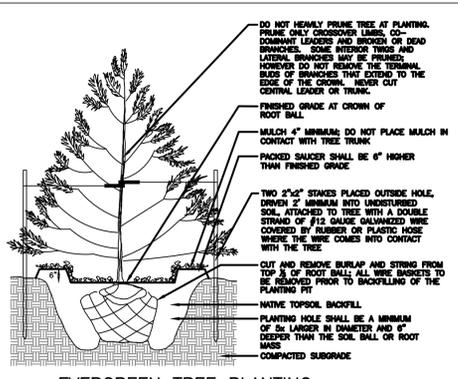 DO NOT HEAVILY PRUNE TREE AT PLANTING.
PRUNE ONLY CROSSOVER LIMBS, CO-
DOMINANT LEADERS AND BROKEN OR DEAD
BRANCHES. SOME INTERIOR TWIGS AND
LATERAL BRANCHES MAY BE PRUNED;
HOWEVER DO NOT REMOVE THE TERMINAL
BUDS OF BRANCHES THAT EXTEND TO THE
EDGE OF THE CROWN. NEVER CUT
CENTRAL LEADER OR TRUNK.
FINISHED GRADE AT CROWN OF
ROOT BALL
MULCH 4" MINIMUM; DO NOT PLACE MULCH IN
CONTACT WITH TREE TRUNK
PACKED SAUCER SHALL BE 6" HIGHER
THAN FINISHED GRADE
TWO 2"x2" STAKES PLACED OUTSIDE HOLE,
DRIVEN 2' MINIMUM INTO UNDISTURBED
SOIL, ATTACHED TO TREE WITH A DOUBLE
STRAND OF #12 GAUGE GALVANIZED WIRE
COVERED BY RUBBER OR PLASTIC HOSE
WHERE THE WIRE COMES INTO CONTACT
WITH THE TREE
6"
CUT AND REMOVE BURLAP AND STRING FROM
TOP OF ROOT BALL; ALL WIRE BASKETS TO
BE REMOVED PRIOR TO BACKFILLING OF THE
PLANTING PIT
NATIVE TOPSOIL BACKFILL
PLANTING HOLE SHALL BE A MINIMUM
OF 5x LARGER IN DIAMETER AND 6"
DEEPER THAN THE SOIL BALL OR ROOT
MASS
COMPACTED SUBGRADE
EVERGREEN TREE PLANTING